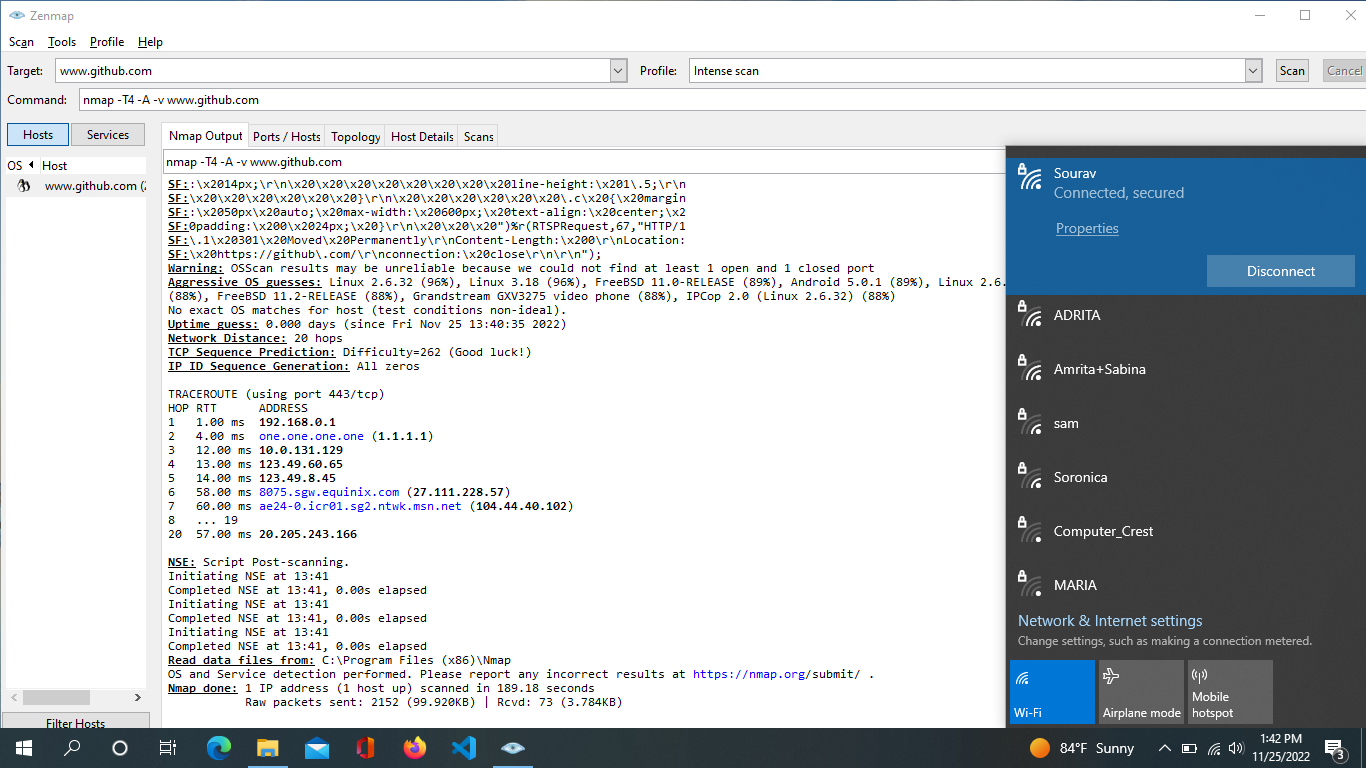 Zenmap
Scan Tools Profile Help
Target: www.github.com Profile: Intense scan Scan Cancel
Command: nmap -T4 -A -v www.github.com
Hosts Services
OS Host
www.github.com (2
Nmap Output Ports / Hosts Topology Host Details Scans
nmap -T4 -A -v www.github.com
SF::\x2014px;\r\n\x20\x20\x20\x20\x20\x20\x20\x20line-height:\x201\.5;\r\n
SF:\x20\x20\x20\x20\x20\x20}\r\n\x20\x20\x20\x20\x20\x20\.c\x20{\x20margin
SF::\x2050px\x20auto;\x20max-width:\x20600px;\x20text-align:\x20center;\x2
SF:0padding:\x200\x2024px;\x20}\r\n\x20\x20\x20")%r(RTSPRequest,67,"HTTP/1
SF:\.1\x20301\x20Moved\x20Permanently\r\nContent-Length:\x200\r\nLocation:
SF:\x20https://github\.com/\r\nconnection:\x20close\r\n\r\n");
Warning: OSScan results may be unreliable because we could not find at least 1 open and 1 closed port
Aggressive OS guesses: Linux 2.6.32 (96%), Linux 3.18 (96%), FreeBSD 11.0-RELEASE (89%), Android 5.0.1 (89%), Linux 2.6.
(88%), FreeBSD 11.2-RELEASE (88%), Grandstream GXV3275 video phone (88%), IPCop 2.0 (Linux 2.6.32) (88%)
No exact OS matches for host (test conditions non-ideal).
Uptime guess: 0.000 days (since Fri Nov 25 13:40:35 2022)
Network Distance: 20 hops
TCP Sequence Prediction: Difficulty=262 (Good luck!)
IP ID Sequence Generation: All zeros
TRACEROUTE (using port 443/tcp)
HOP RTT ADDRESS
1 1.00 ms 192.168.0.1
2 4.00 ms one.one.one.one (1.1.1.1)
3 12.00 ms 10.0.131.129
4 13.00 ms 123.49.60.65
5 14.00 ms 123.49.8.45
6 58.00 ms 8075.sgw.equinix.com (27.111.228.57)
7 60.00 ms ae24-0.icr01.sg2.ntwk.msn.net (104.44.40.102)
8 ... 19
20 57.00 ms 20.205.243.166
NSE: Script Post-scanning.
Initiating NSE at 13:41
Completed NSE at 13:41, 0.00s elapsed
Initiating NSE at 13:41
Completed NSE at 13:41, 0.00s elapsed
Initiating NSE at 13:41
Completed NSE at 13:41, 0.00s elapsed
Read data files from: C:\Program Files (x86)\Nmap
OS and Service detection performed. Please report any incorrect results at https://nmap.org/submit/ .
Nmap done: 1 IP address (1 host up) scanned in 189.18 seconds
Raw packets sent: 2152 (99.920KB) | Rcvd: 73 (3.784KB)
Filter Hosts
Sourav
Connected, secured
Properties
Disconnect
ADRITA
Amrita+Sabina
sam
Soronica
Computer_Crest
MARIA
Network & Internet settings
Change settings, such as making a connection metered.
Wi-Fi
Airplane mode
Mobile
hotspot
84°F Sunny
1:42 PM
11/25/2022
3